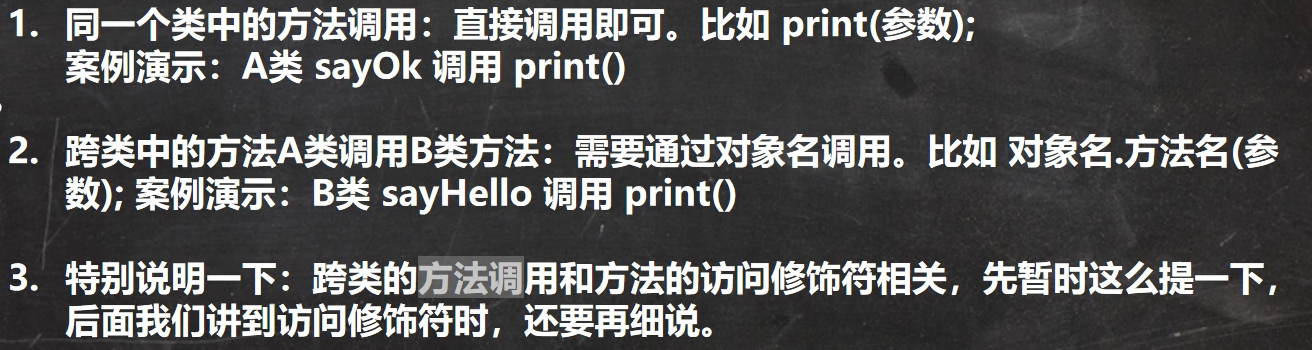 1. 同一个类中的方法调用：直接调用即可。比如 print(参数);
案例演示：A类 sayOk 调用 print()
2. 跨类中的方法A类调用B类方法：需要通过对象名调用。比如 对象名.方法名(参
数); 案例演示：B类 sayHello 调用 print()
3. 特别说明一下：跨类的方法调用和方法的访问修饰符相关，先暂时这么提一下，
后面我们讲到访问修饰符时，还要再细说。